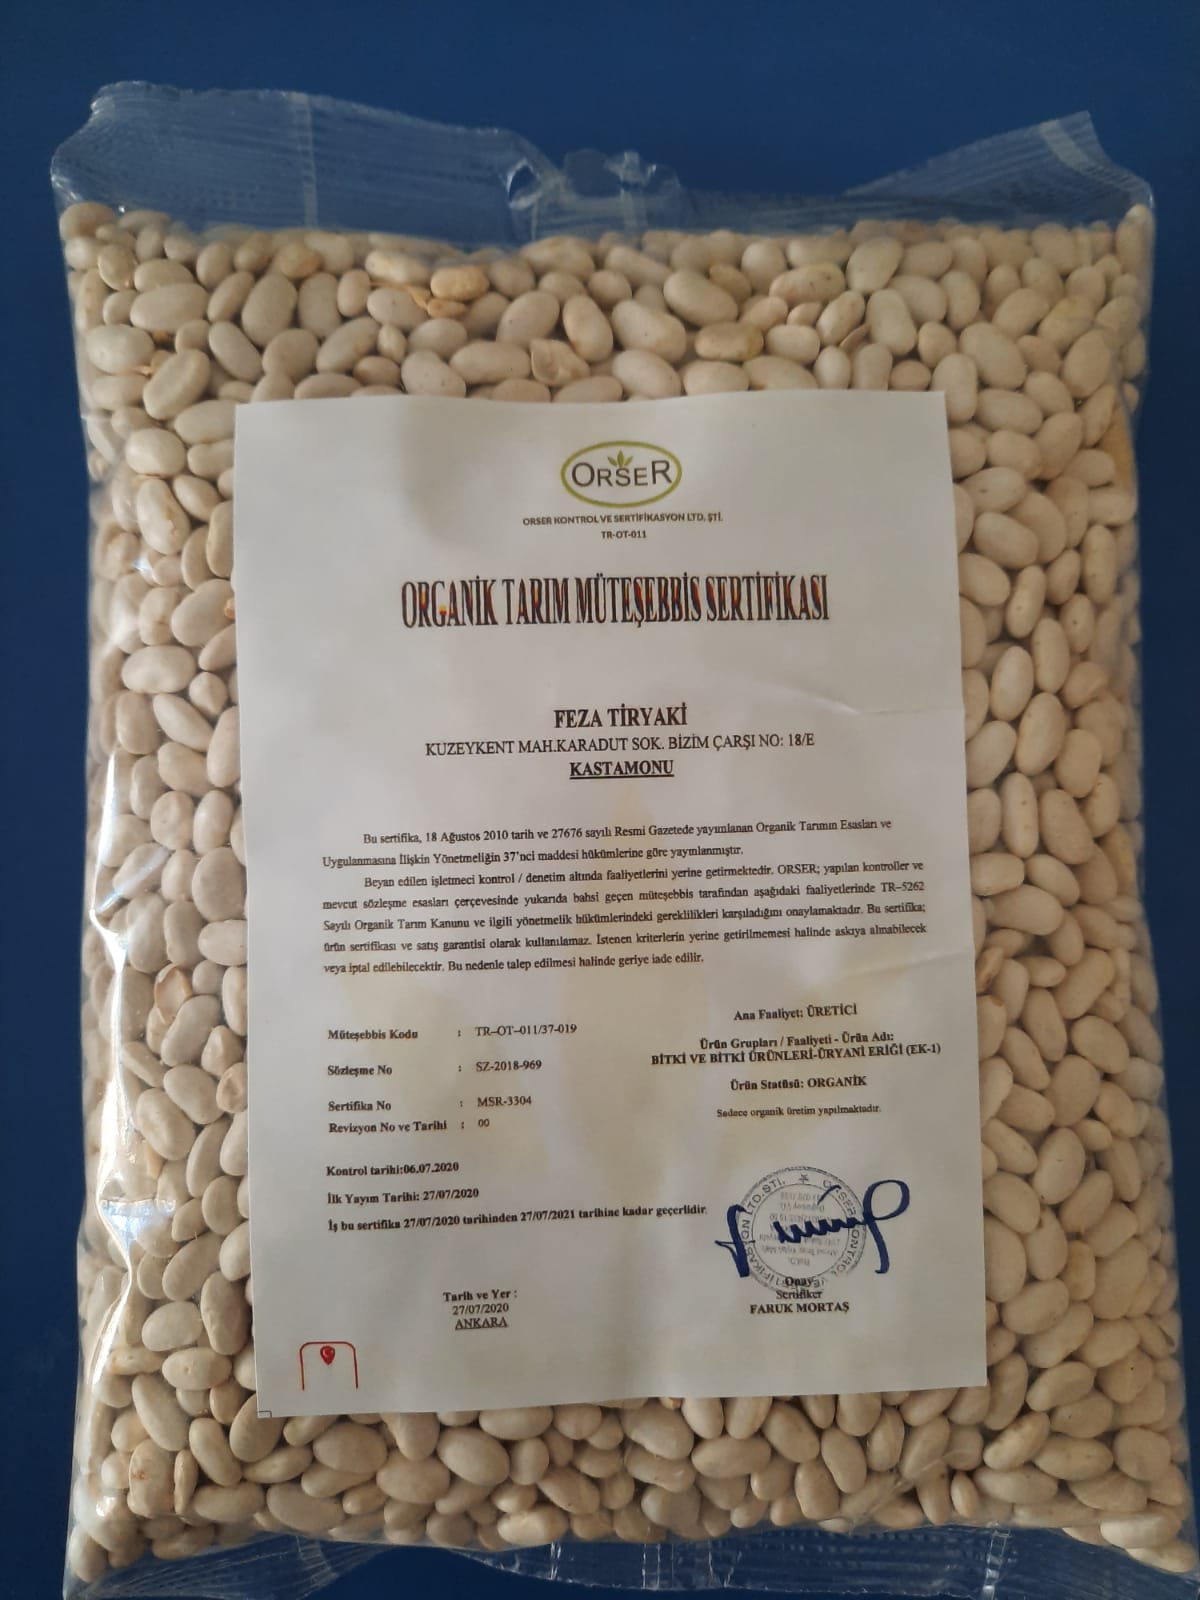 ORSER
ORSER KONTROL VE SERTİFİKASYON LTD. ŞTİ.
TR-OT-011
ORGANİK TARIM MÜTEŞEBBİS SERTİFİKASI
FEZA TİRYAKİ
KUZEYKENT MAH.KARADUT SOK. BİZİM ÇARŞI NO: 18/E
KASTAMONU
Bu sertifika, 18 Ağustos 2010 tarih ve 27676 sayılı Resmi Gazetede yayımlanan Organik Tarımın Esasları ve
Uygulanmasına İlişkin Yönetmeliğin 37'nci maddesi hükümlerine göre yayınlanmıştır.
Beyan edilen işletmeci kontrol / denetim altında faaliyetlerini yerine getirmektedir. ORSER; yapılan kontroller ve
mevcut sözleşme esasları çerçevesinde yukarıda bahsi geçen müteşebbis tarafından aşağıdaki faaliyetlerinde TR-5262
Sayılı Organik Tarım Kanunu ve ilgili yönetmelik hükümlerindeki gereklilikleri karşıladığını onaylamaktadır. Bu sertifika;
ürün sertifikası ve satış garantisi olarak kullanılamaz. İstenen kriterlerin yerine getirilmemesi halinde askıya alınabilecek
veya iptal edilebilecektir. Bu nedenle talep edilmesi halinde geriye iade edilir.
Müteşebbis Kodu : TR-OT-011/37-019
Sözleşme No : SZ-2018-969
Sertifika No : MSR-3304
Revizyon No ve Tarihi : 00
Ana Faaliyet: ÜRETİCİ
Ürün Grupları / Faaliyeti - Ürün Adı:
BİTKİ VE BİTKİ ÜRÜNLERİ-ÜRYANİ ERİĞİ (EK-1)
Ürün Statüsü: ORGANİK
Sadece organik üretim yapılmaktadır.
Kontrol tarihi:06.07.2020
İlk Yayım Tarihi: 27/07/2020
İş bu sertifika 27/07/2020 tarihinden 27/07/2021 tarihine kadar geçerlidir.
Tarih ve Yer :
27/07/2020
ANKARA
Onay
Sertifiker
FARUK MORTAŞ